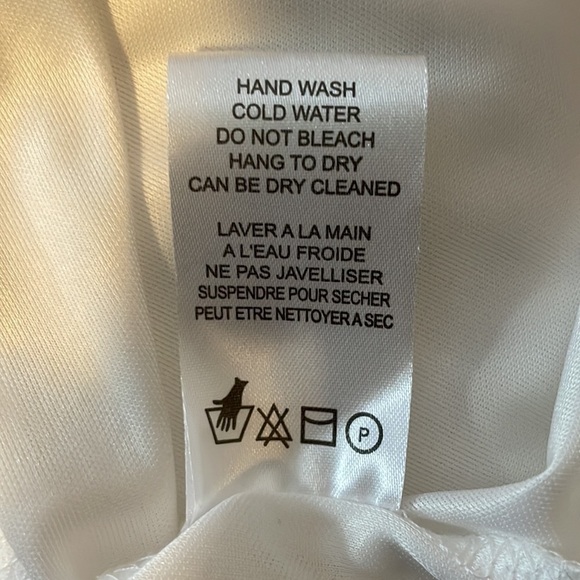 HAND WASH
COLD WATER
DO NOT BLEACH
HANG TO DRY
CAN BE DRY CLEANED
LAVER A LA MAIN
A L'EAU FROIDE
NE PAS JAVELLISER
SUSPENDRE POUR SECHER
PEUT ETRE NETTOYER A SEC
P